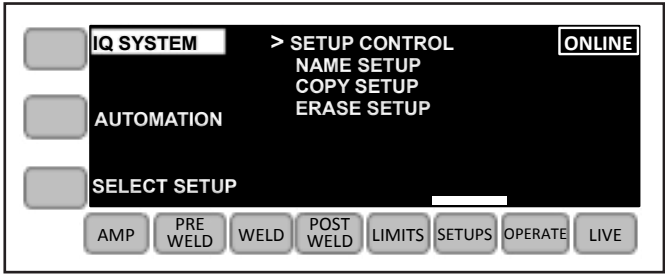 IQ SYSTEM > SETUP CONTROL ONLINE
NAME SETUP
COPY SETUP
ERASE SETUP
AUTOMATION
SELECT SETUP
AMP PRE WELD WELD POST WELD LIMITS SETUPS OPERATE LIVE